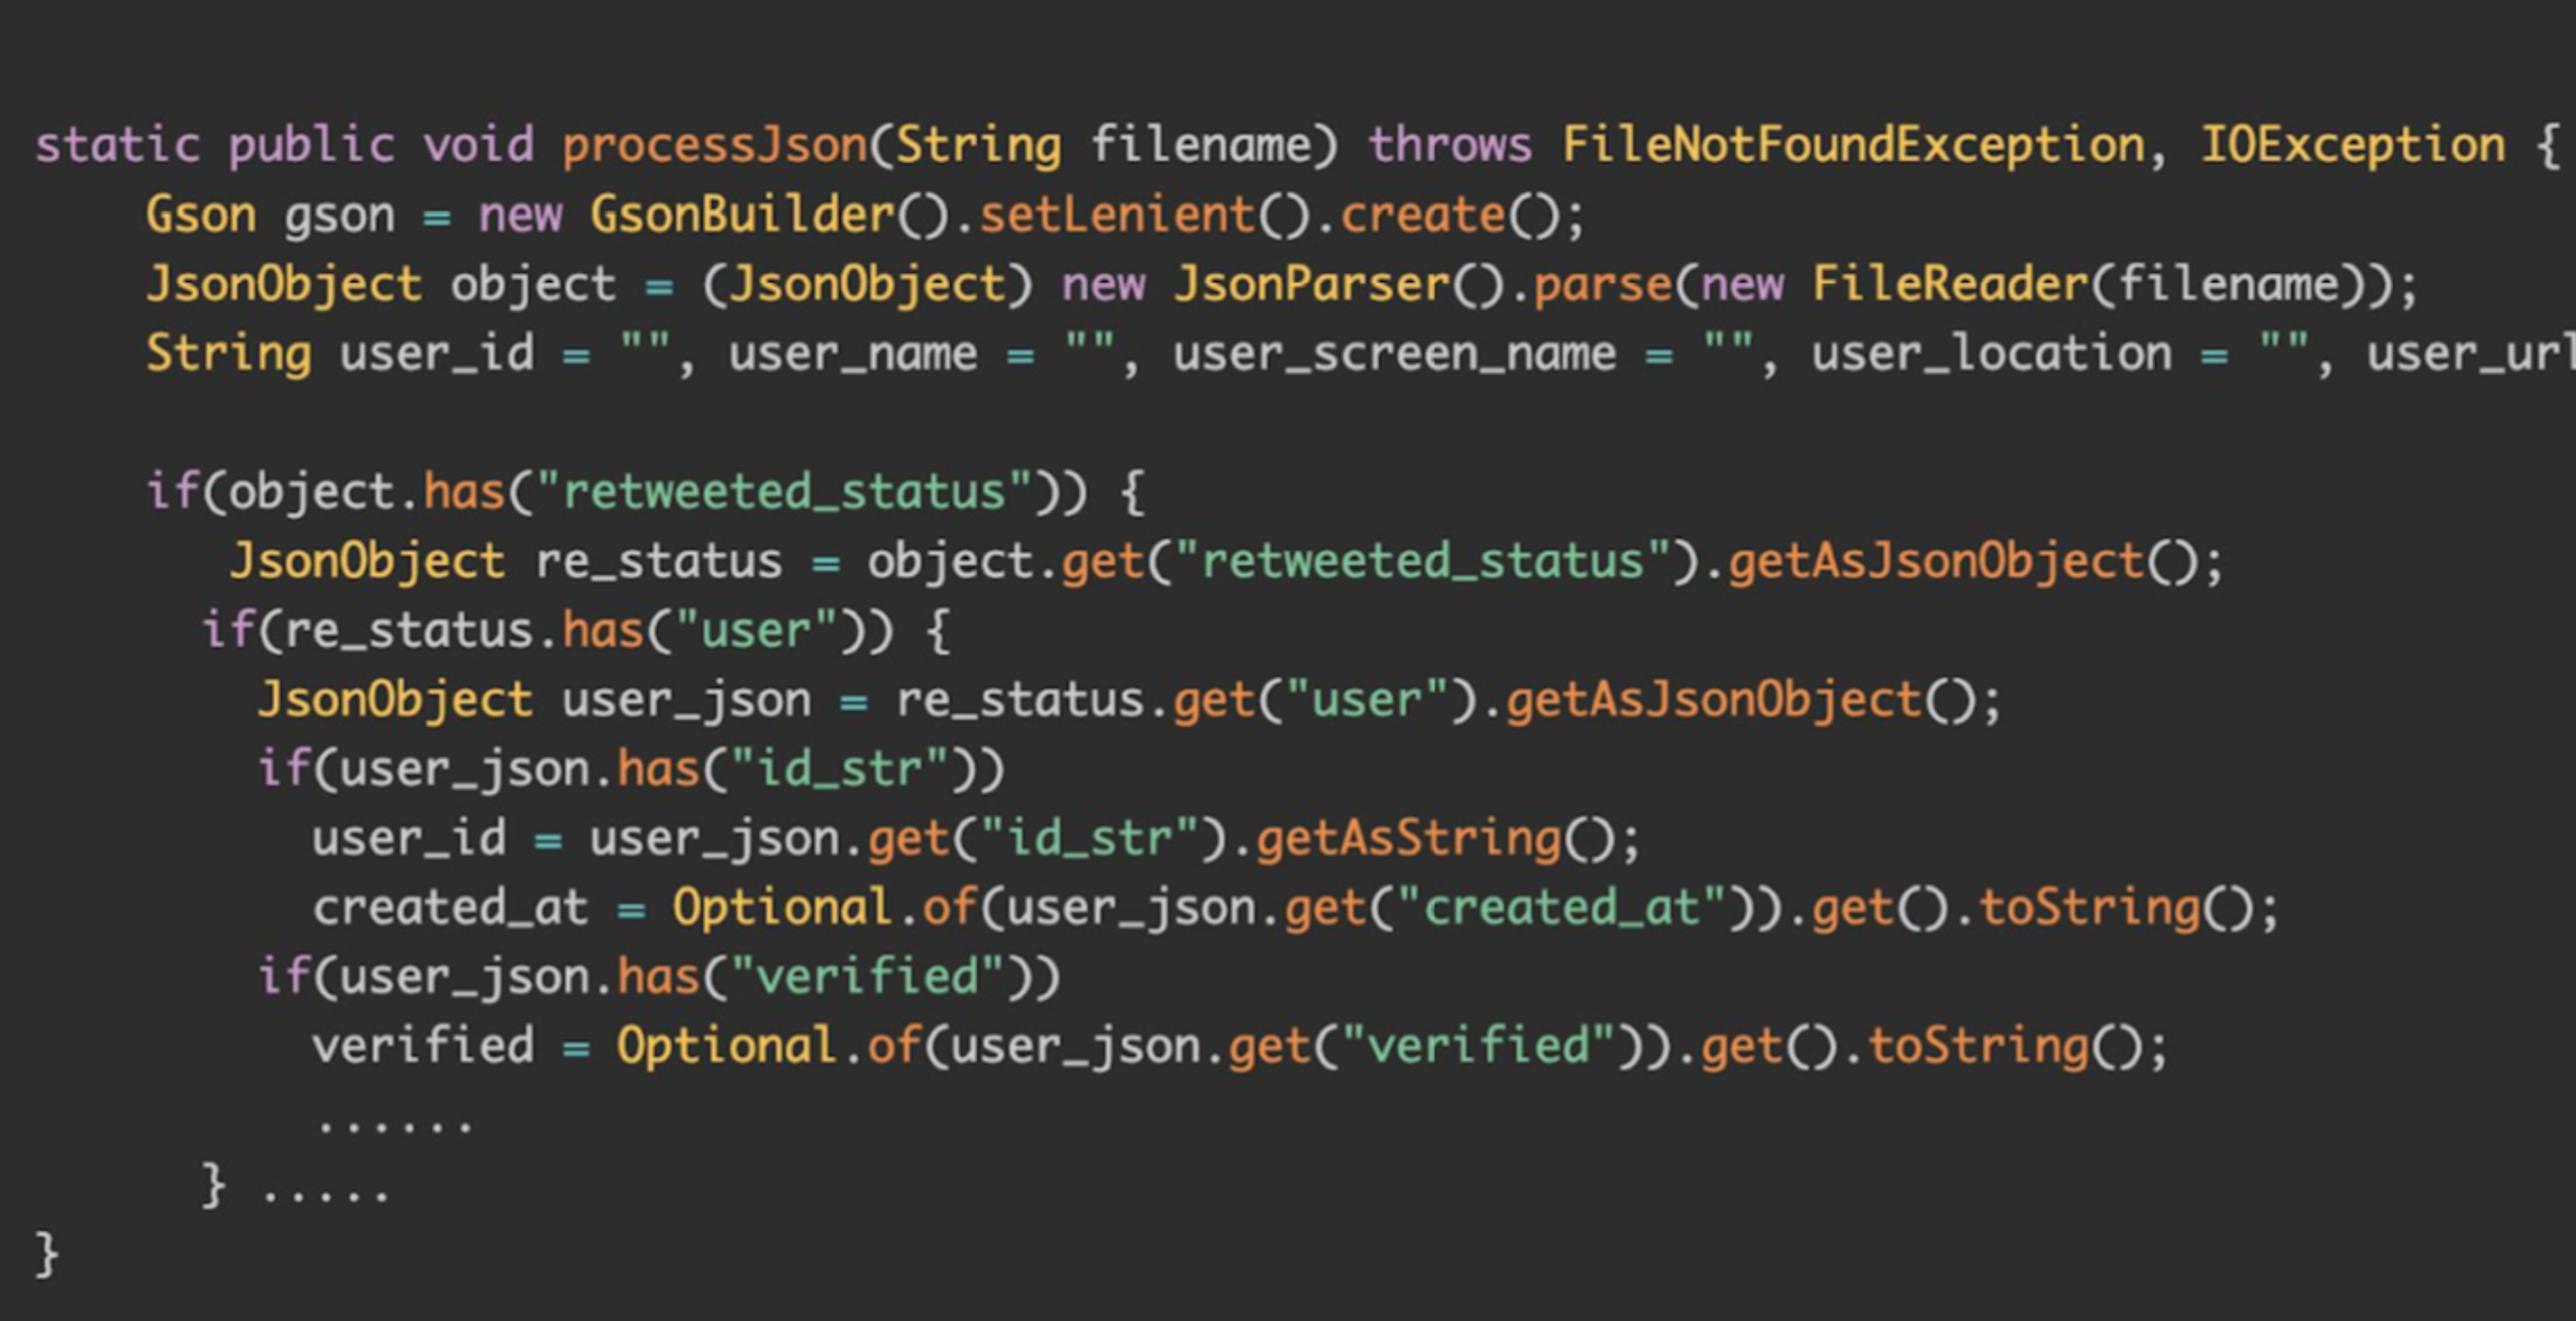 static public void processJson(String filename) throws FileNotFoundException, IOException {
    Gson gson = new GsonBuilder().setLenient().create();
    JsonObject object = (JsonObject) new JsonParser().parse(new FileReader(filename));
    String user_id = "", user_name = "", user_screen_name = "", user_location = "", user_url
    if(object.has("retweeted_status")) {
       JsonObject re_status = object.get("retweeted_status").getAsJsonObject();
      if(re_status.has("user")) {
        JsonObject user_json = re_status.get("user").getAsJsonObject();
        if(user_json.has("id_str"))
          user_id = user_json.get("id_str").getAsString();
          created_at = Optional.of(user_json.get("created_at")).get().toString();
        if(user_json.has("verified"))
          verified = Optional.of(user_json.get("verified")).get().toString();
          ......
      } .....
}